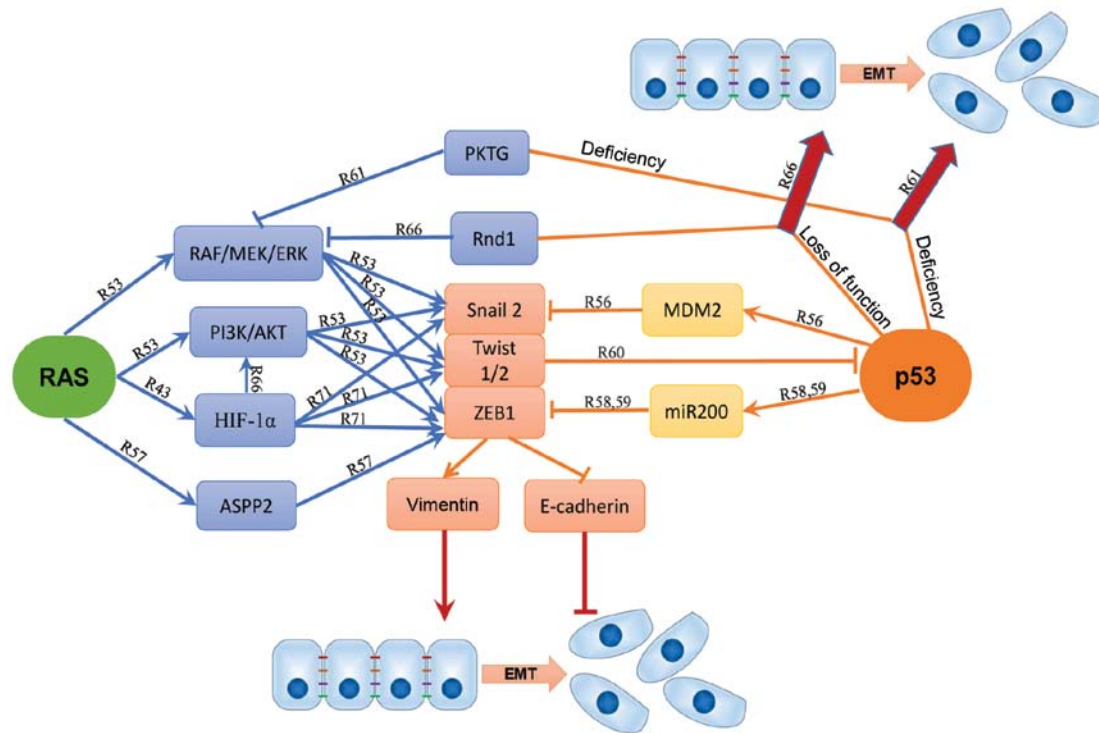 EMT
PKTG
Deficiency
R61
R66
R61
R66
Rnd1
RAF/MEK/ERK
Loss of function
Deficiency
R53
R53
R53
R53
Snail 2
R56
MDM2
R56
R53
PI3K/AKT
R53
R53
R53
Twist
1/2
R60
RAS
p53
R43
R66
R71
R71
R71
HIF-1α
ZEB1
R58,59
miR200
R58,59
R57
R57
ASPP2
Vimentin
E-cadherin
EMT